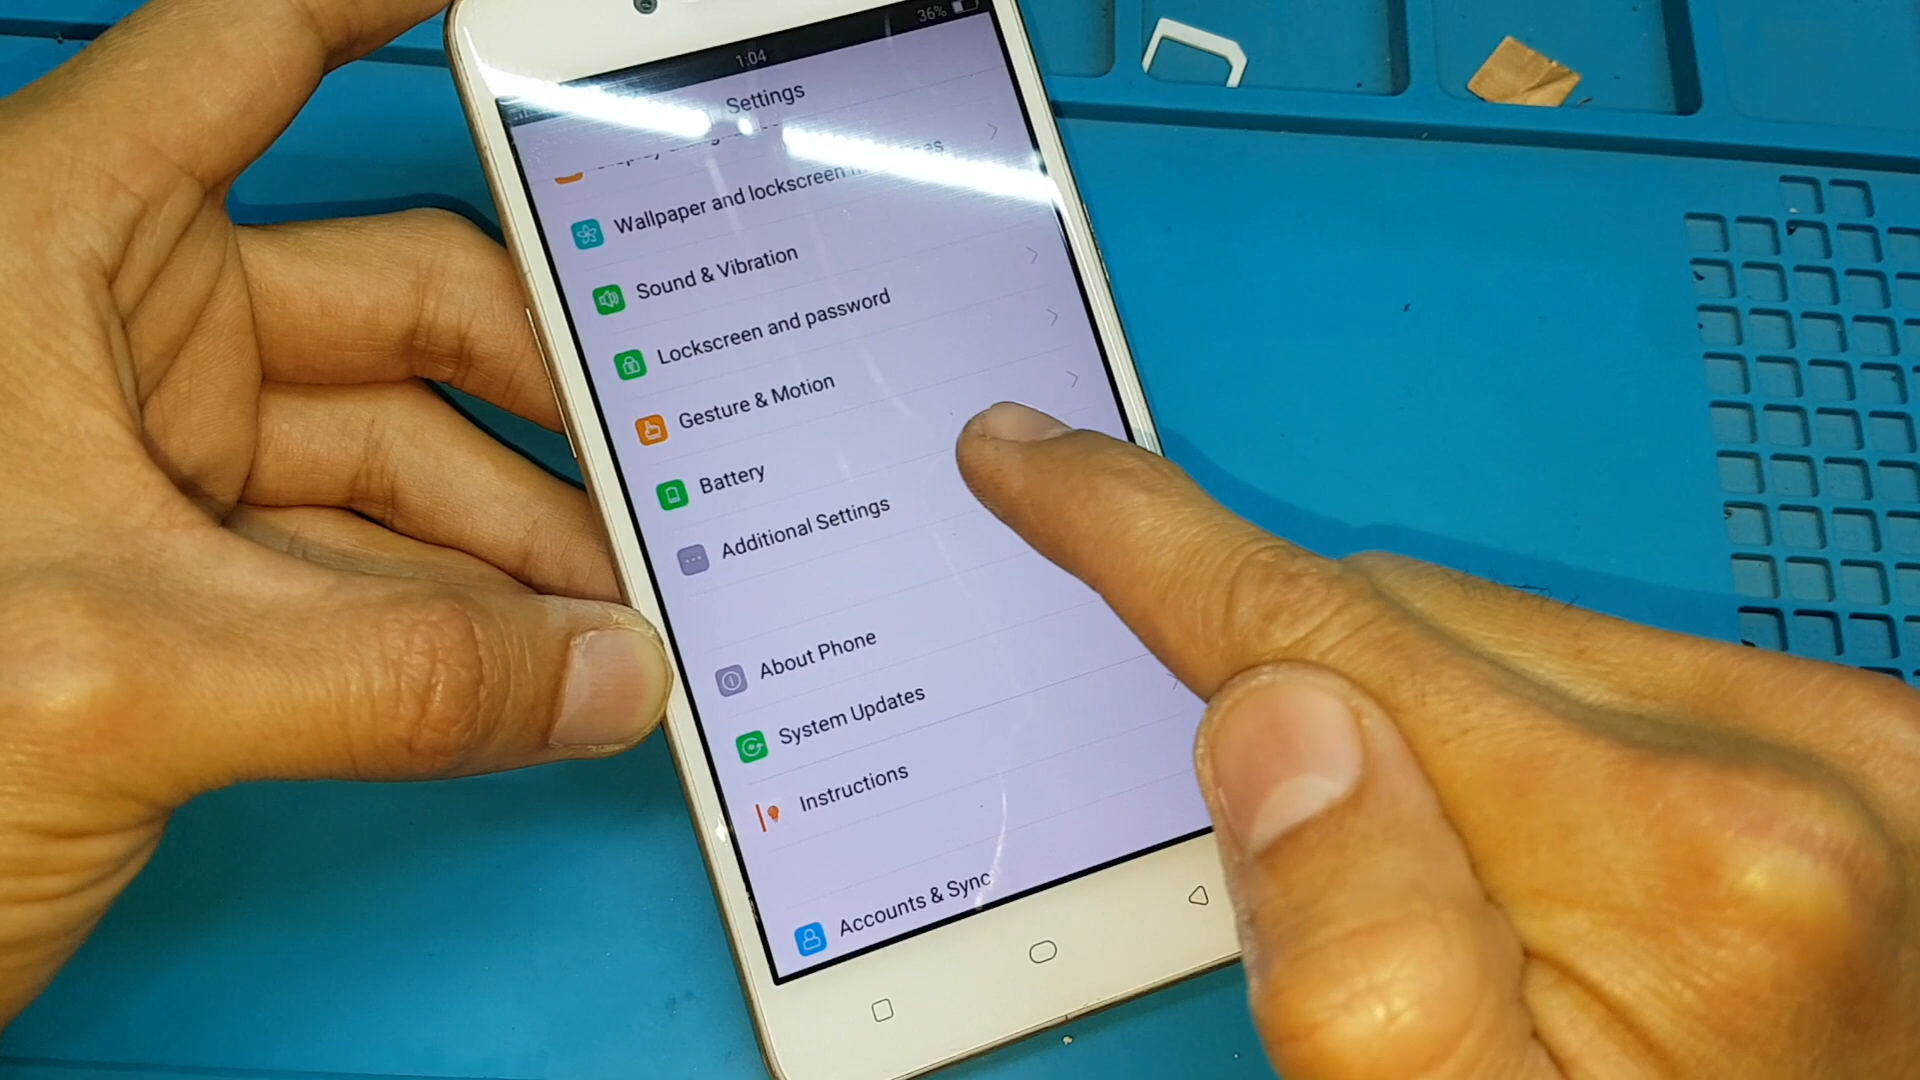 36%
1:04
Settings
Wallpaper and lockscreen
Sound & Vibration
Lockscreen and password
Gesture & Motion
Battery
Additional Settings
About Phone
System Updates
Instructions
Accounts & Sync